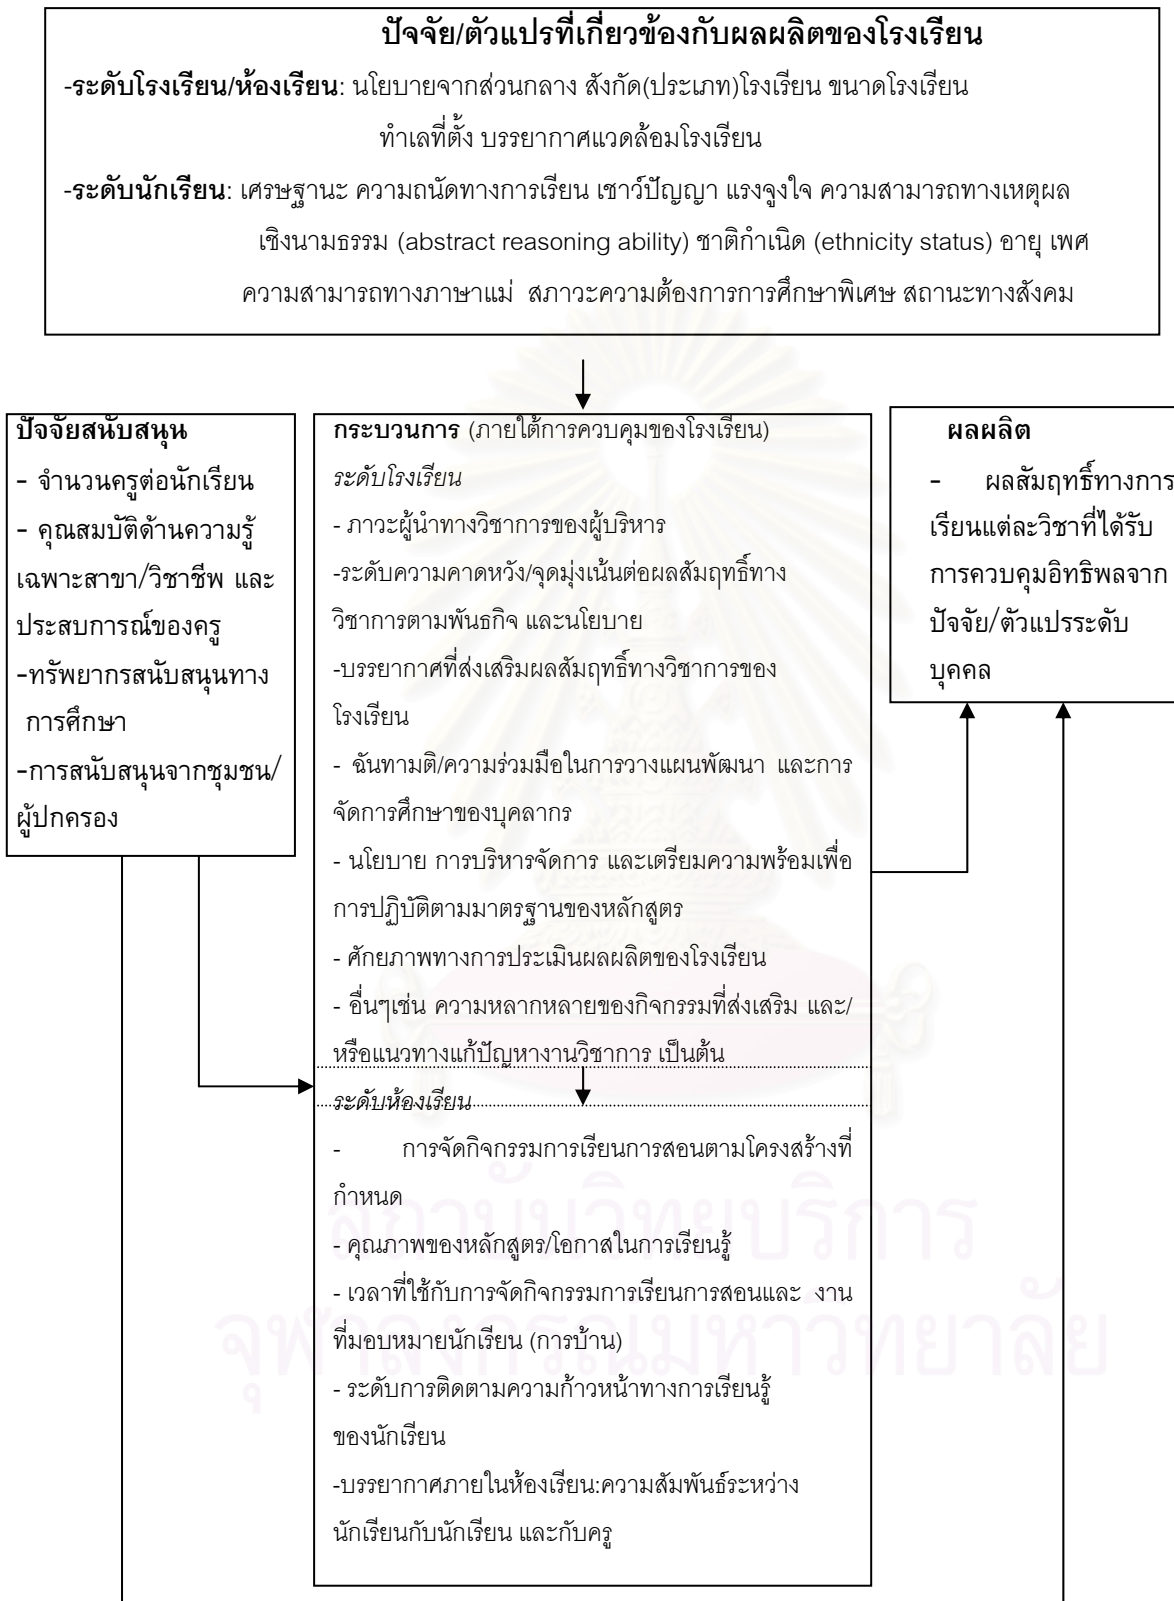 ปัจจัย/ตัวแปรที่เกี่ยวข้องกับผลผลิตของโรงเรียน
-ระดับโรงเรียน/ห้องเรียน: นโยบายจากส่วนกลาง สังกัด(ประเภท)โรงเรียน ขนาดโรงเรียน
ทำเลที่ตั้ง บรรยากาศแวดล้อมโรงเรียน
-ระดับนักเรียน: เศรษฐานะ ความถนัดทางการเรียน เชาว์ปัญญา แรงจูงใจ ความสามารถทางเหตุผล
เชิงนามธรรม (abstract reasoning ability) ชาติกำเนิด (ethnicity status) อายุ เพศ
ความสามารถทางภาษาแม่ สภาวะความต้องการการศึกษาพิเศษ สถานะทางสังคม
ปัจจัยสนับสนุน
- จำนวนครูต่อนักเรียน
- คุณสมบัติด้านความรู้
เฉพาะสาขา/วิชาชีพ และ
ประสบการณ์ของครู
-ทรัพยากรสนับสนุนทาง
การศึกษา
-การสนับสนุนจากชุมชน/
ผู้ปกครอง
กระบวนการ (ภายใต้การควบคุมของโรงเรียน)
ระดับโรงเรียน
- ภาวะผู้นำทางวิชาการของผู้บริหาร
-ระดับความคาดหวัง/จุดมุ่งเน้นต่อผลสัมฤทธิ์ทาง
วิชาการตามพันธกิจ และนโยบาย
-บรรยากาศที่ส่งเสริมผลสัมฤทธิ์ทางวิชาการของ
โรงเรียน
- ฉันทามติ/ความร่วมมือในการวางแผนพัฒนา และการ
จัดการศึกษาของบุคลากร
- นโยบาย การบริหารจัดการ และเตรียมความพร้อมเพื่อ
การปฏิบัติตามมาตรฐานของหลักสูตร
- ศักยภาพทางการประเมินผลผลิตของโรงเรียน
- อื่นๆเช่น ความหลากหลายของกิจกรรมที่ส่งเสริม และ/
หรือแนวทางแก้ปัญหางานวิชาการ เป็นต้น
ระดับห้องเรียน
- การจัดกิจกรรมการเรียนการสอนตามโครงสร้างที่
กำหนด
- คุณภาพของหลักสูตร/โอกาสในการเรียนรู้
- เวลาที่ใช้กับการจัดกิจกรรมการเรียนการสอนและ งาน
ที่มอบหมายนักเรียน (การบ้าน)
- ระดับการติดตามความก้าวหน้าทางการเรียนรู้
ของนักเรียน
-บรรยากาศภายในห้องเรียน:ความสัมพันธ์ระหว่าง
นักเรียนกับนักเรียน และกับครู
ผลผลิต
- ผลสัมฤทธิ์ทางการ
เรียนแต่ละวิชาที่ได้รับ
การควบคุมอิทธิพลจาก
ปัจจัย/ตัวแปรระดับ
บุคคล
สถาบันวิทยบริการ
จุฬาลงกรณ์มหาวิทยาลัย